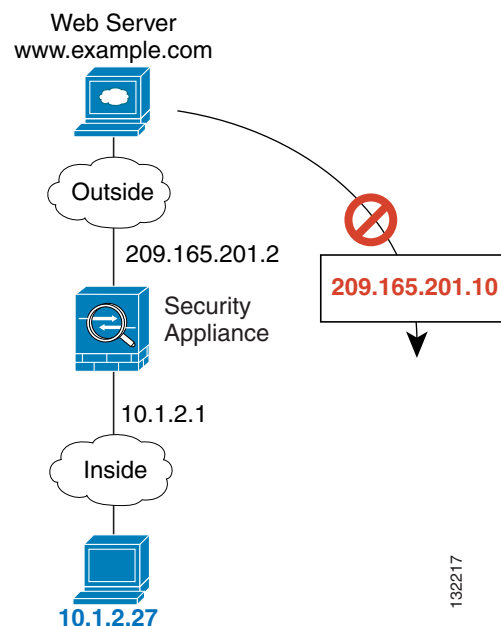 Web Server
www.example.com
Outside
209.165.201.2
209.165.201.10
Security
Appliance
10.1.2.1
Inside
10.1.2.27
132217